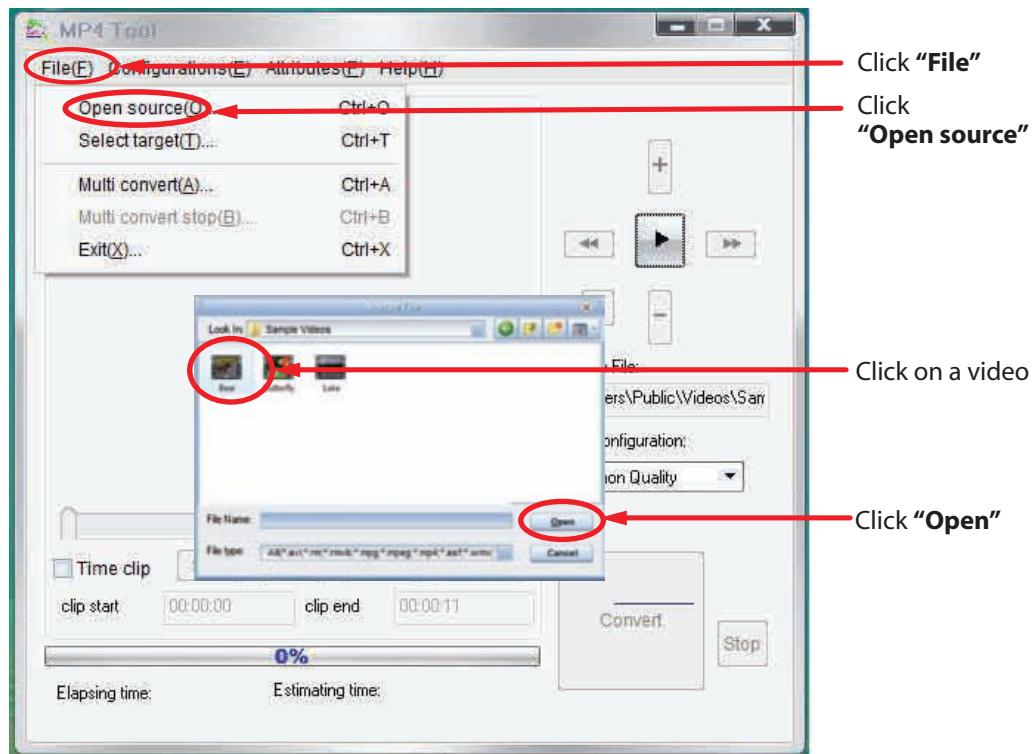 MP4 Tool
File(F) Configurations(E) Attributes(F) Help(H)
Click "File"
Open source(O)... Ctrl+O
Click
"Open source"
Select target(T)... Ctrl+T
Multi convert(A)... Ctrl+A
Multi convert stop(B).... Ctrl+B
Exit(X)... Ctrl+X
+
-
Look In Sample Videos
Bear
Lake
Click on a video
File:
ers\Public\Videos\Sam
onfiguration:
non Quality
File Name:
Open
Click "Open"
File type:
Cancel
Time clip
clip start 00:00:00 clip end 00:00:11
Convert
Stop
0%
Elapsing time: Estimating time: